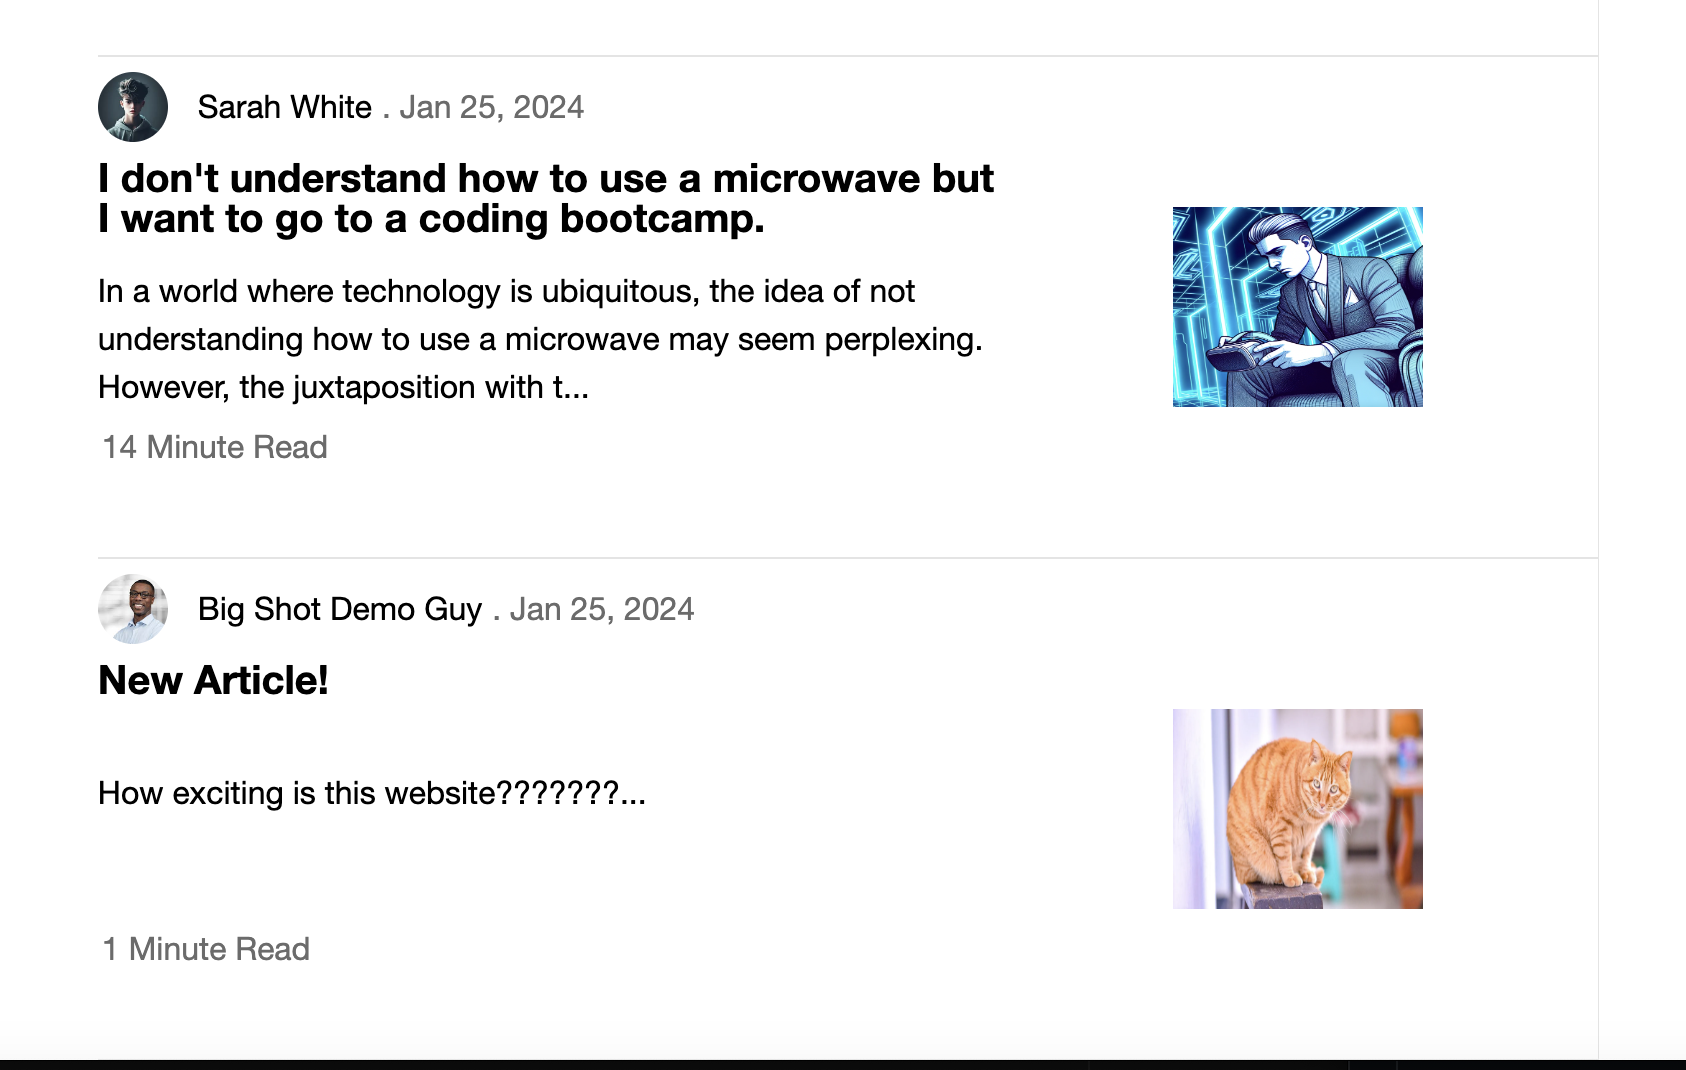 Sarah White . Jan 25, 2024
I don't understand how to use a microwave but
I want to go to a coding bootcamp.
In a world where technology is ubiquitous, the idea of not
understanding how to use a microwave may seem perplexing.
However, the juxtaposition with t...
14 Minute Read
Big Shot Demo Guy . Jan 25, 2024
New Article!
How exciting is this website???????...
1 Minute Read